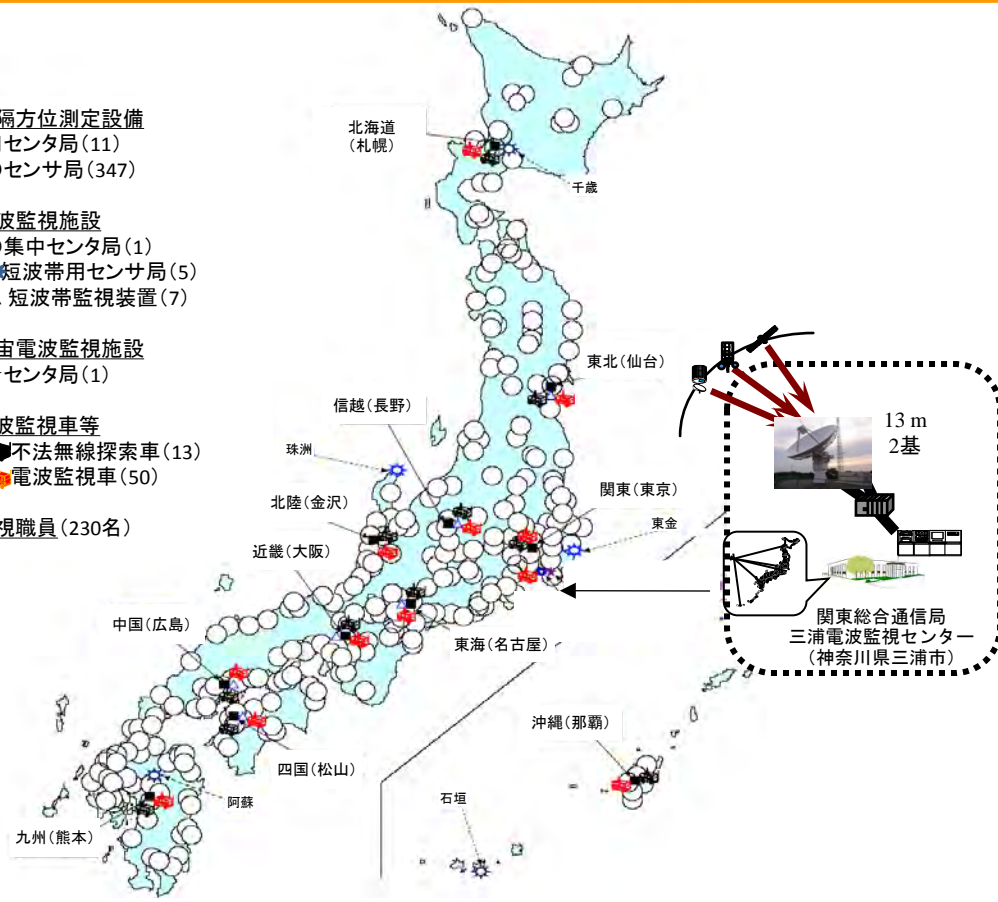 隔方位測定設備
センタ局(11)
センサ局(347)
波監視施設
集中センタ局(1)
短波帯用センサ局(5)
短波帯監視装置(7)
宙電波監視施設
センタ局(1)
波監視車等
不法無線探索車(13)
電波監視車(50)
視職員(230名)
北海道
(札幌)
千歳
東北(仙台)
信越(長野)
珠洲
北陸(金沢)
関東(東京)
東金
近畿(大阪)
中国(広島)
東海(名古屋)
四国(松山)
阿蘇
九州(熊本)
沖縄(那覇)
石垣
13 m
2基
関東総合通信局
三浦電波監視センター
(神奈川県三浦市)